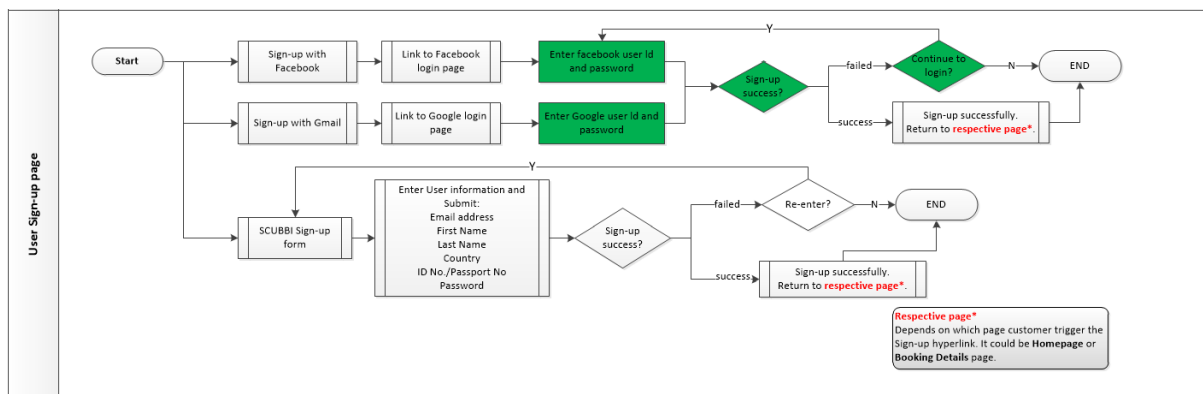 User Sign-up page
Start
Sign-up with
Facebook
Link to Facebook
login page
Enter facebook user Id
and password
Y
Sign-up
success?
failed
Continue to
login?
N
END
Sign-up with Gmail
Link to Google login
page
Enter Google user Id and
password
success
Sign-up successfully.
Return to respective page*.
Y
SCUBBI Sign-up
form
Enter User information and
Submit:
Email address
First Name
Last Name
Country
ID No./Passport No
Password
Sign-up
success?
failed
Re-enter?
N
END
success
Sign-up successfully.
Return to respective page*.
Respective page*
Depends on which page customer trigger the
Sign-up hyperlink. It could be Homepage or
Booking Details page.